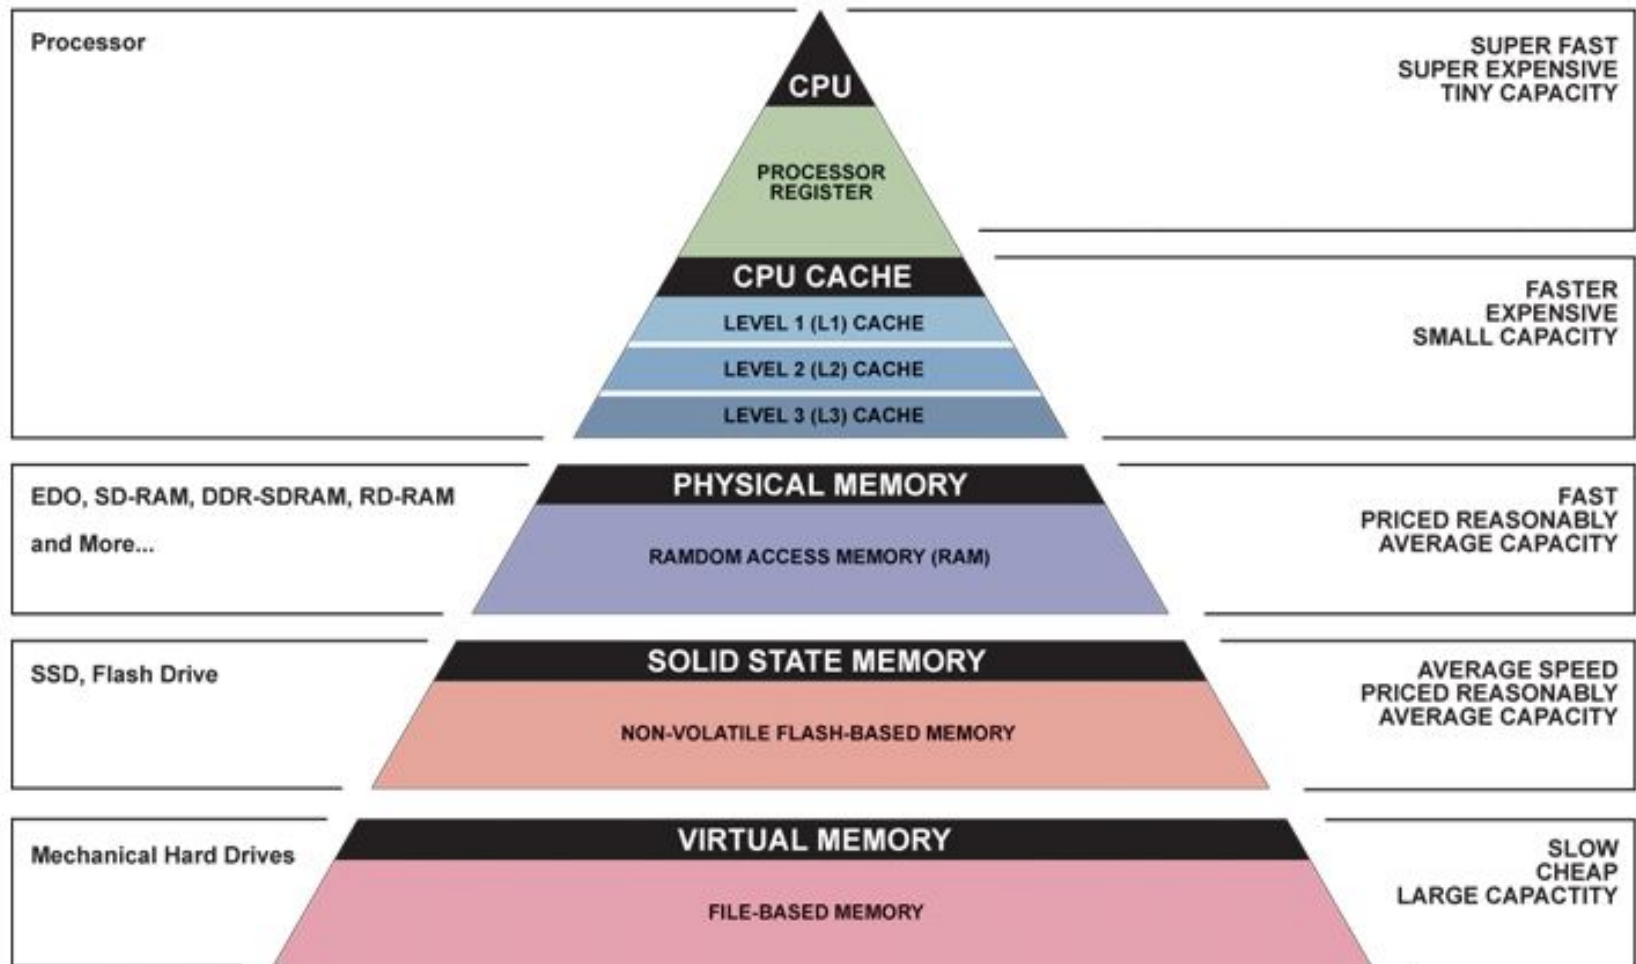 Processor
CPU
SUPER FAST
SUPER EXPENSIVE
TINY CAPACITY
PROCESSOR
REGISTER
CPU CACHE
LEVEL 1 (L1) CACHE
LEVEL 2 (L2) CACHE
LEVEL 3 (L3) CACHE
FASTER
EXPENSIVE
SMALL CAPACITY
EDO, SD-RAM, DDR-SDRAM, RD-RAM
and More...
PHYSICAL MEMORY
RAMDOM ACCESS MEMORY (RAM)
FAST
PRICED REASONABLY
AVERAGE CAPACITY
SSD, Flash Drive
SOLID STATE MEMORY
NON-VOLATILE FLASH-BASED MEMORY
AVERAGE SPEED
PRICED REASONABLY
AVERAGE CAPACITY
Mechanical Hard Drives
VIRTUAL MEMORY
FILE-BASED MEMORY
SLOW
CHEAP
LARGE CAPACTITY